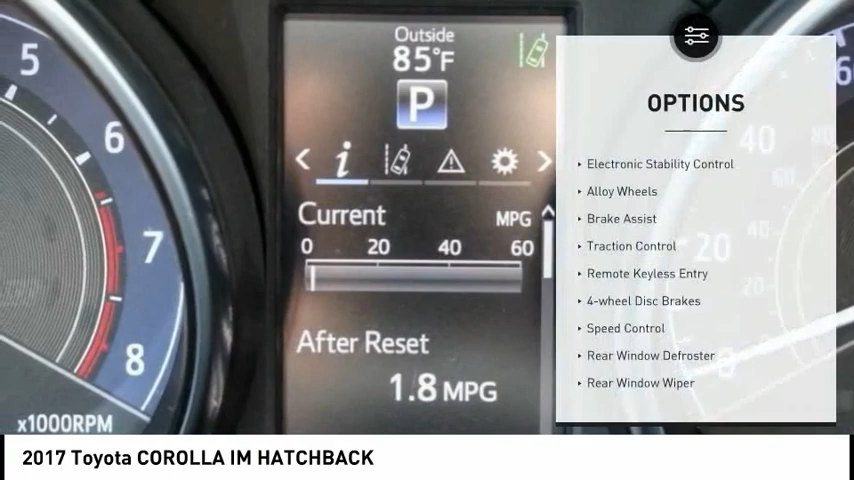 5
6
7
8
x1000RPM
Outside
85°F
P
< i >
Current MPG
0 20 40 60
After Reset
1.8 MPG
OPTIONS
‣ Electronic Stability Control
‣ Alloy Wheels
‣ Brake Assist
‣ Traction Control
‣ Remote Keyless Entry
‣ 4-wheel Disc Brakes
‣ Speed Control
‣ Rear Window Defroster
‣ Rear Window Wiper
40
20
2017 Toyota COROLLA IM HATCHBACK